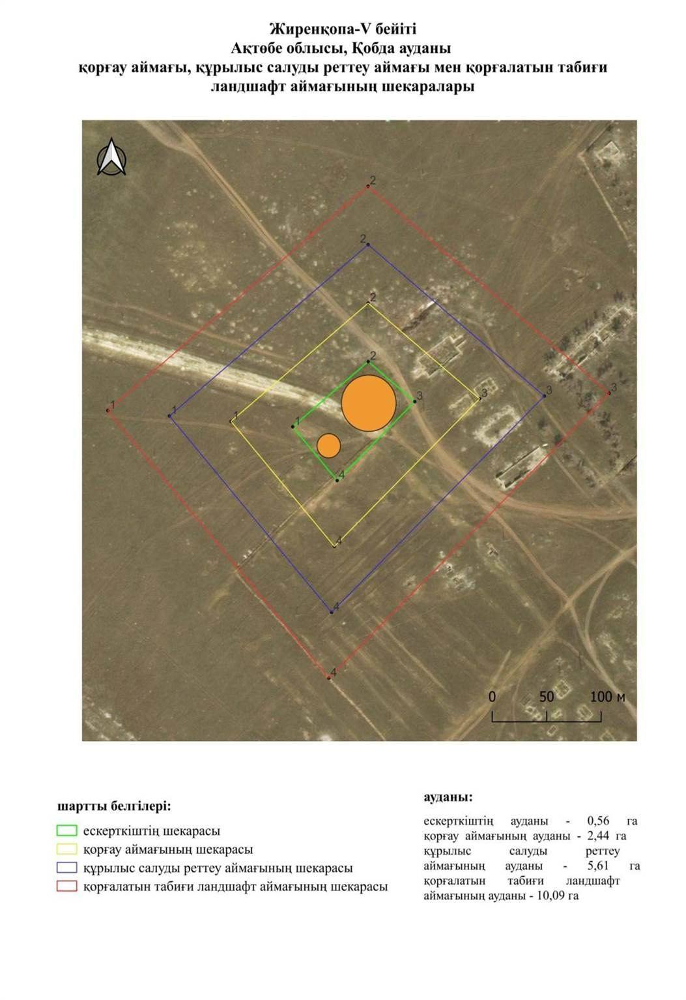 Жиренқопа-V бейіті
Ақтөбе облысы, Қобда ауданы
қорғау аймағы, құрылыс салуды реттеу аймағы мен қорғалатын табиғи
ландшафт аймағының шекаралары
2
2
2
2
3
3
3
3
1
1
1
1
4
4
4
4
0 50 100 м
шартты белгілері:
ескерткіштің шекарасы
қорғау аймағының шекарасы
құрылыс салуды реттеу аймағының шекарасы
қорғалатын табиғи ландшафт аймағының шекарасы
ауданы:
ескерткіштің ауданы - 0,56 га
қорғау аймағының ауданы - 2,44 га
құрылыс салуды реттеу
аймағының ауданы - 5,61 га
қорғалатын табиғи ландшафт
аймағының ауданы - 10,09 га